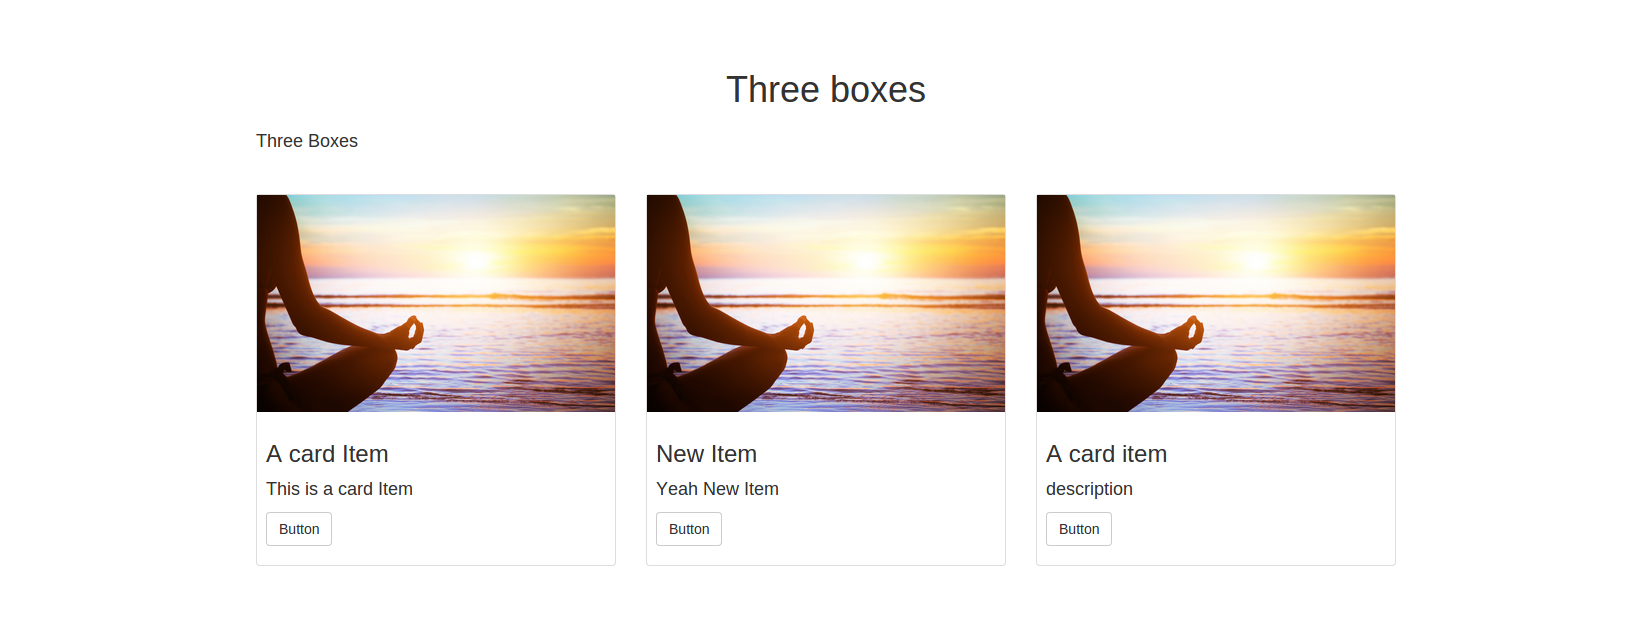 Three boxes
Three Boxes
A card Item
This is a card Item
Button
New Item
Yeah New Item
Button
A card item
description
Button